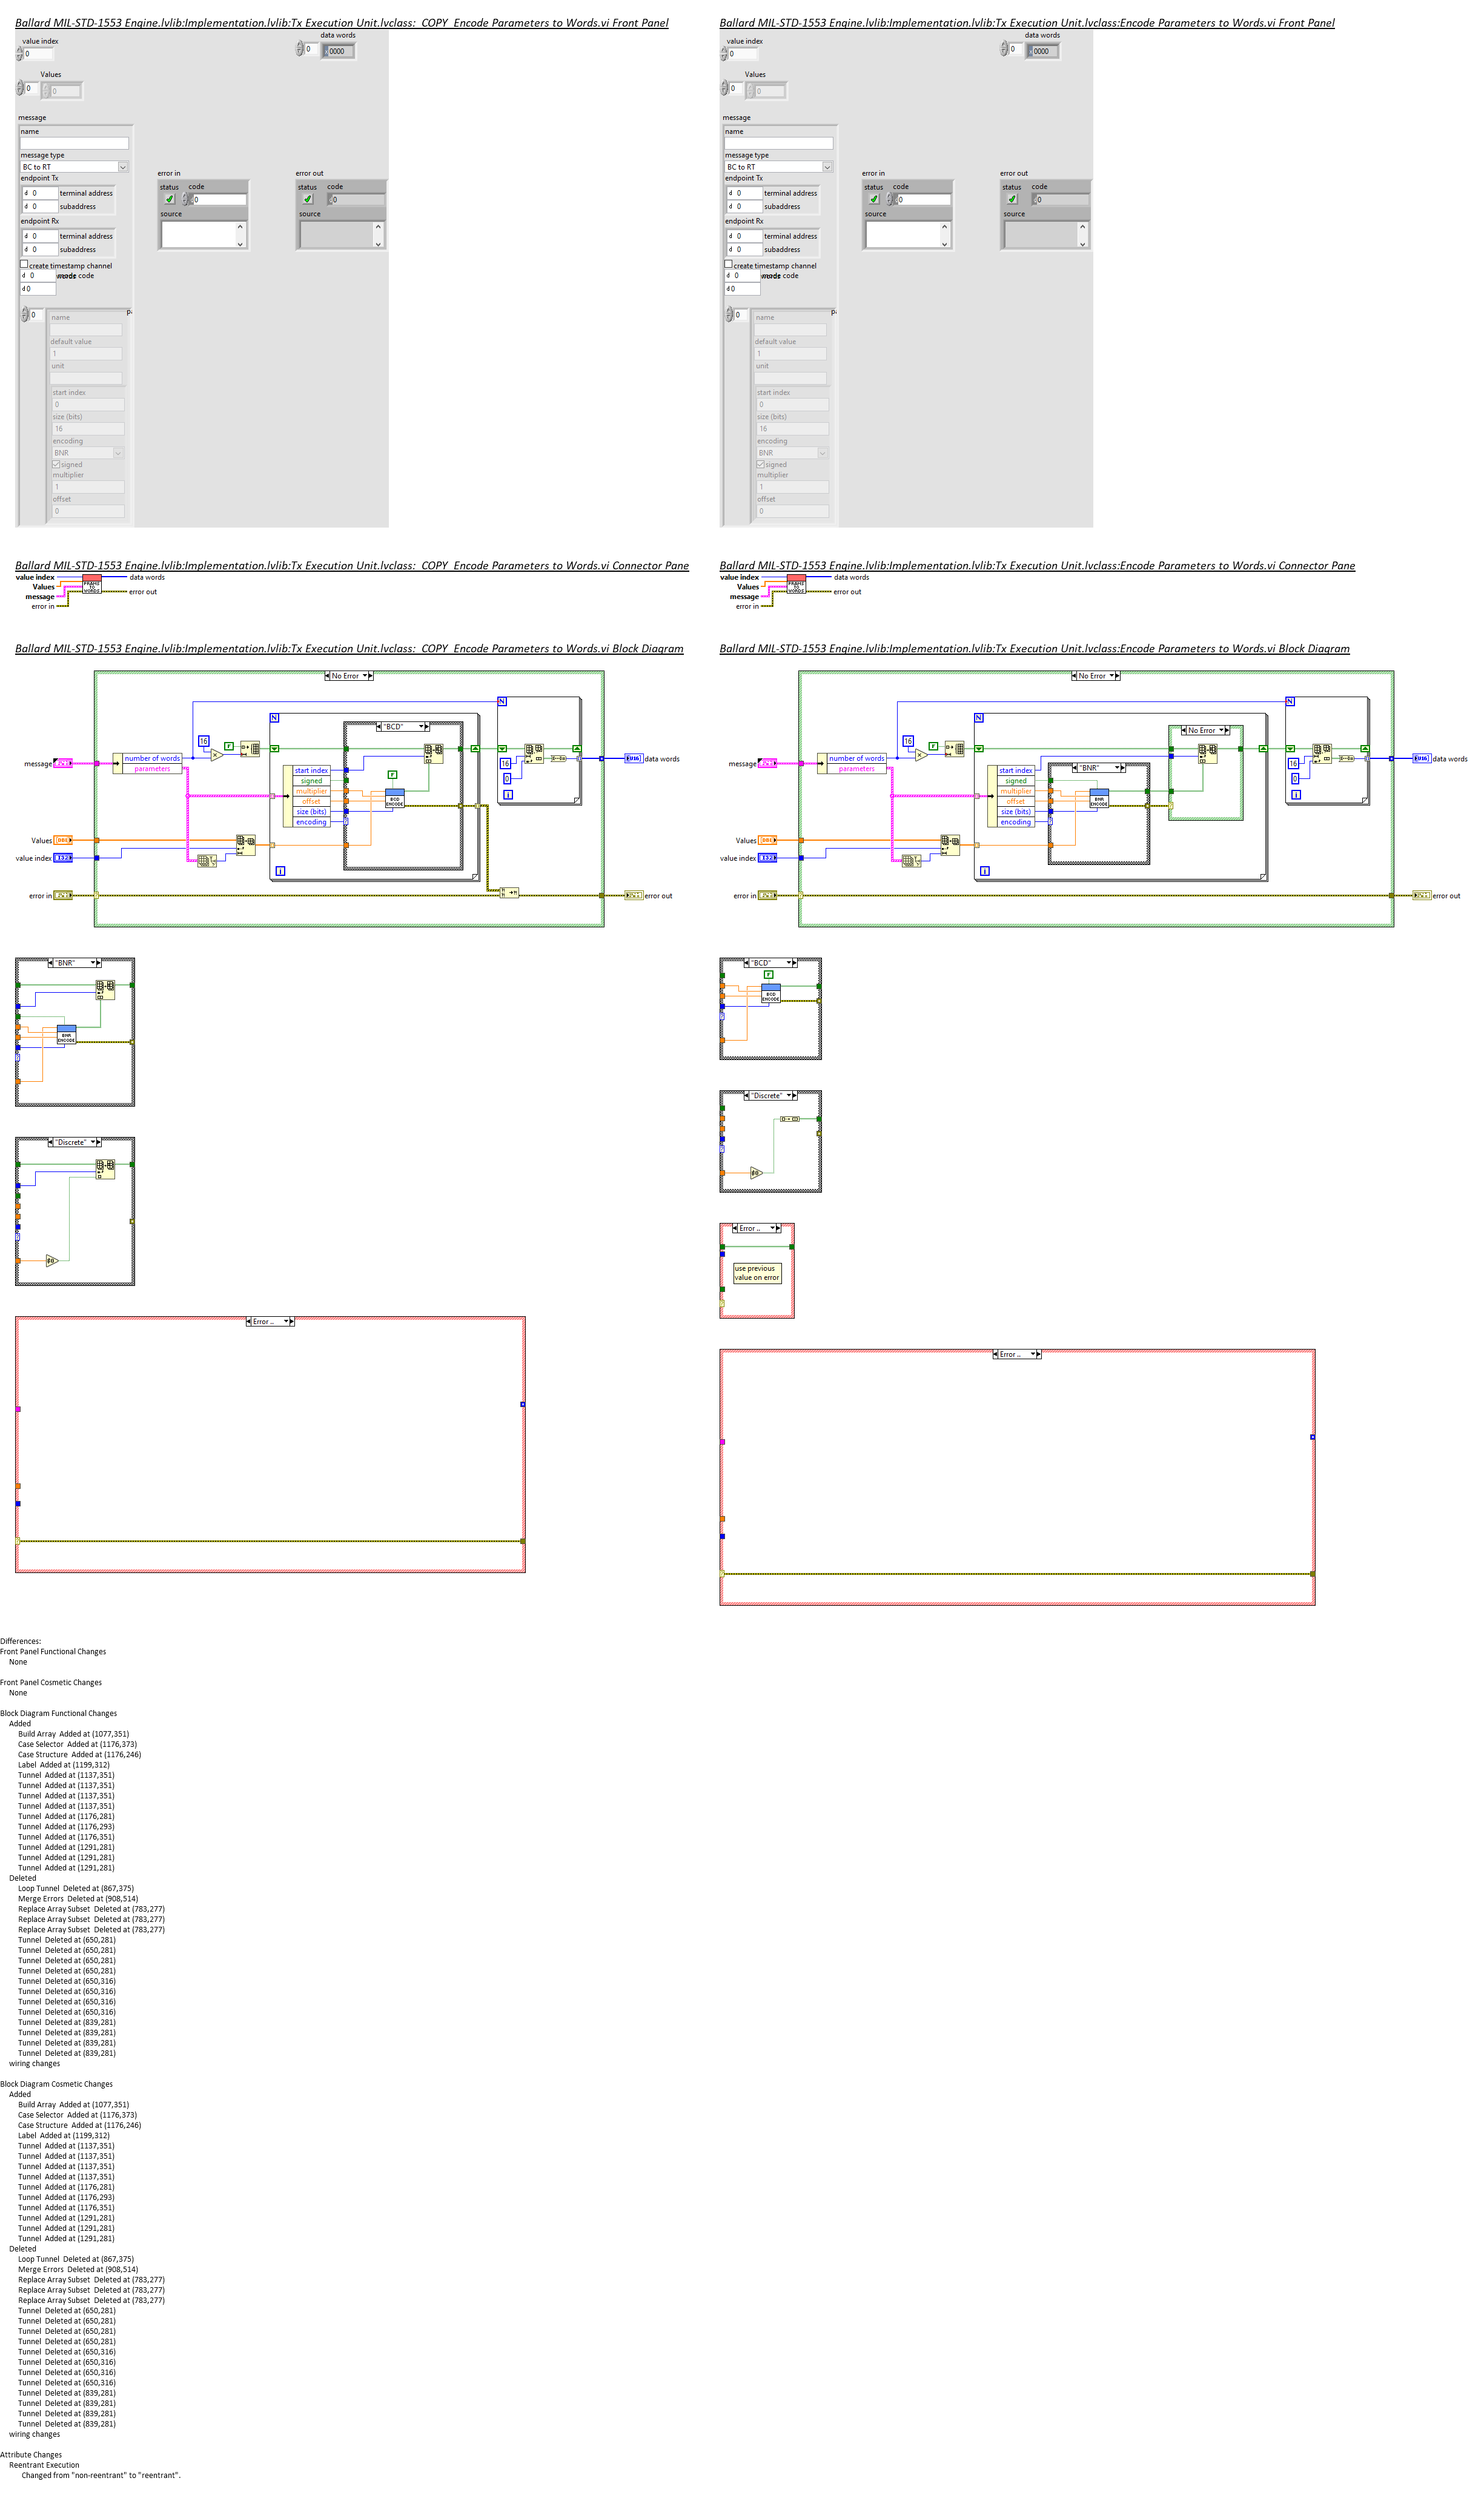 Ballard MIL-STD-1553 Engine.lvlib:Implementation.lvlib:Tx Execution Unit.lvclass:_COPY_Encode Parameters to Words.vi Front Panel
value index
0
data words
0
x0000
Values
0
0
message
name
message type
BC to RT
endpoint Tx
d 0 terminal address
d 0 subaddress
endpoint Rx
d 0 terminal address
d 0 subaddress
create timestamp channel
d 0
d 0
0
name
default value
1
unit
start index
0
size (bits)
16
encoding
BNR
signed
multiplier
1
offset
0
error in
status code
0
source
error out
status code
0
source
Ballard MIL-STD-1553 Engine.lvlib:Implementation.lvlib:Tx Execution Unit.lvclass:Encode Parameters to Words.vi Front Panel
value index
0
data words
0
x0000
Values
0
0
message
name
message type
BC to RT
endpoint Tx
d 0 terminal address
d 0 subaddress
endpoint Rx
d 0 terminal address
d 0 subaddress
create timestamp channel
d 0
d 0
0
name
default value
1
unit
start index
0
size (bits)
16
encoding
BNR
signed
multiplier
1
offset
0
error in
status code
0
source
error out
status code
0
source
Ballard MIL-STD-1553 Engine.lvlib:Implementation.lvlib:Tx Execution Unit.lvclass:_COPY_Encode Parameters to Words.vi Connector Pane
value index
Values
message
error in
data words
error out
Ballard MIL-STD-1553 Engine.lvlib:Implementation.lvlib:Tx Execution Unit.lvclass:Encode Parameters to Words.vi Connector Pane
value index
Values
message
error in
data words
error out
Ballard MIL-STD-1553 Engine.lvlib:Implementation.lvlib:Tx Execution Unit.lvclass:_COPY_Encode Parameters to Words.vi Block Diagram
No Error
N
N
"BCD"
16
F
message
number of words
parameters
start index
signed
multiplier
offset
size (bits)
encoding
F
BCD
ENCODE
16
0
i
data words
Values
value index
i
error in
error out
"BNR"
BNR
ENCODE
"Discrete"
Error ..
Ballard MIL-STD-1553 Engine.lvlib:Implementation.lvlib:Tx Execution Unit.lvclass:Encode Parameters to Words.vi Block Diagram
No Error
N
N
No Error
16
F
message
number of words
parameters
start index
signed
multiplier
offset
size (bits)
encoding
"BNR"
BNR
ENCODE
16
0
i
data words
Values
value index
i
error in
error out
"BCD"
F
BCD
ENCODE
"Discrete"
Error ..
use previous
value on error
Error ..
Differences:
Front Panel Functional Changes
None
Front Panel Cosmetic Changes
None
Block Diagram Functional Changes
Added
Build Array Added at (1077,351)
Case Selector Added at (1176,373)
Case Structure Added at (1176,246)
Label Added at (1199,312)
Tunnel Added at (1137,351)
Tunnel Added at (1137,351)
Tunnel Added at (1137,351)
Tunnel Added at (1137,351)
Tunnel Added at (1176,281)
Tunnel Added at (1176,293)
Tunnel Added at (1176,351)
Tunnel Added at (1291,281)
Tunnel Added at (1291,281)
Tunnel Added at (1291,281)
Deleted
Loop Tunnel Deleted at (867,375)
Merge Errors Deleted at (908,514)
Replace Array Subset Deleted at (783,277)
Replace Array Subset Deleted at (783,277)
Replace Array Subset Deleted at (783,277)
Tunnel Deleted at (650,281)
Tunnel Deleted at (650,281)
Tunnel Deleted at (650,281)
Tunnel Deleted at (650,281)
Tunnel Deleted at (650,316)
Tunnel Deleted at (650,316)
Tunnel Deleted at (650,316)
Tunnel Deleted at (650,316)
Tunnel Deleted at (839,281)
Tunnel Deleted at (839,281)
Tunnel Deleted at (839,281)
Tunnel Deleted at (839,281)
wiring changes
Block Diagram Cosmetic Changes
Added
Build Array Added at (1077,351)
Case Selector Added at (1176,373)
Case Structure Added at (1176,246)
Label Added at (1199,312)
Tunnel Added at (1137,351)
Tunnel Added at (1137,351)
Tunnel Added at (1137,351)
Tunnel Added at (1137,351)
Tunnel Added at (1176,281)
Tunnel Added at (1176,293)
Tunnel Added at (1176,351)
Tunnel Added at (1291,281)
Tunnel Added at (1291,281)
Tunnel Added at (1291,281)
Deleted
Loop Tunnel Deleted at (867,375)
Merge Errors Deleted at (908,514)
Replace Array Subset Deleted at (783,277)
Replace Array Subset Deleted at (783,277)
Replace Array Subset Deleted at (783,277)
Tunnel Deleted at (650,281)
Tunnel Deleted at (650,281)
Tunnel Deleted at (650,281)
Tunnel Deleted at (650,281)
Tunnel Deleted at (650,316)
Tunnel Deleted at (650,316)
Tunnel Deleted at (650,316)
Tunnel Deleted at (650,316)
Tunnel Deleted at (839,281)
Tunnel Deleted at (839,281)
Tunnel Deleted at (839,281)
Tunnel Deleted at (839,281)
wiring changes
Attribute Changes
Reentrant Execution
Changed from "non-reentrant" to "reentrant".